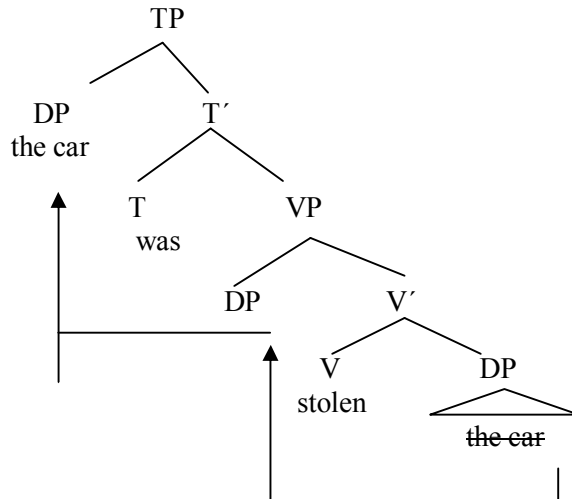 TP
DP T´
the car
T VP
was
DP V´
V DP
stolen
the car